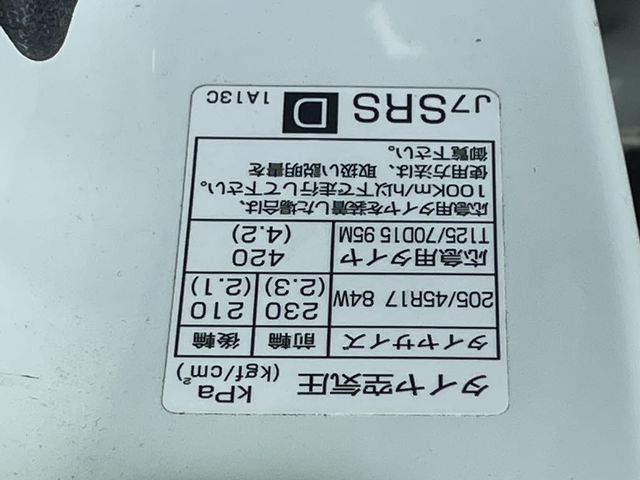 タイヤ空気圧 kPa (kgf/cm²)
タイヤサイズ 前輪 後輪
205/45R17 84W 230 (2.3) 210 (2.1)
応急用タイヤ 420
T125/70D15 95M (4.2)
応急用タイヤを装着した場合は、
100Km/h以下で走行して下さい。
使用方法は、取扱い説明書を
御覧下さい。
J7SRS D 1A13C